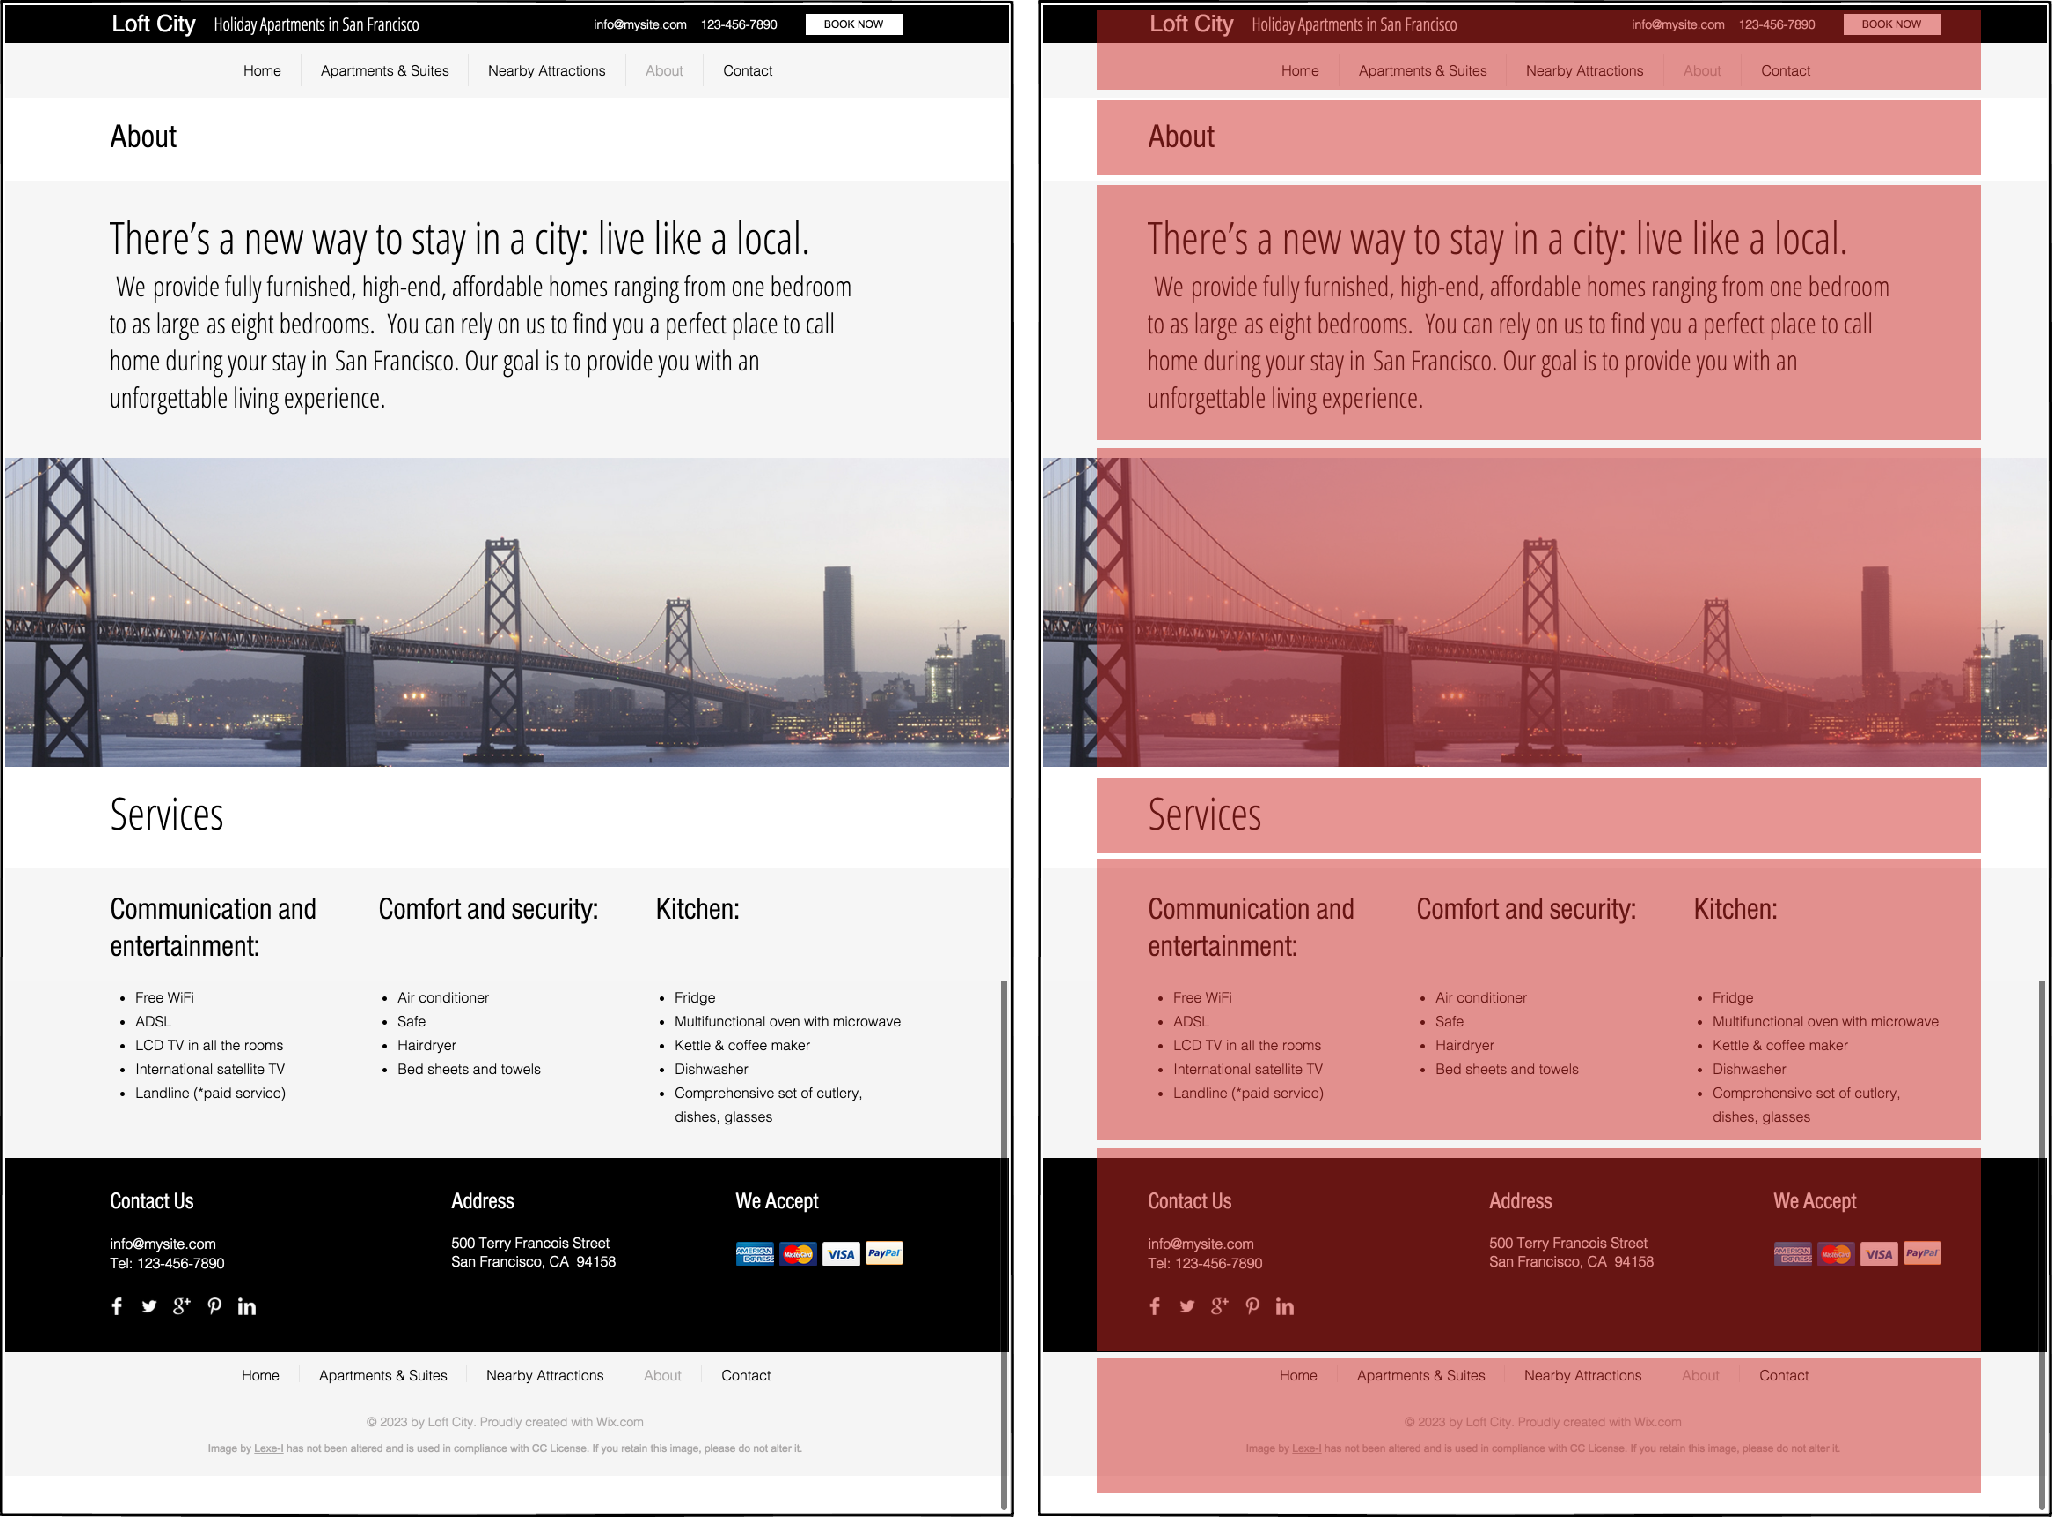 Loft City Holiday Apartments in San Francisco info@mysite.com 123-456-7890 BOOK NOW
Home Apartments & Suites Nearby Attractions About Contact
About
There's a new way to stay in a city: live like a local.
We provide fully furnished, high-end, affordable homes ranging from one bedroom
to as large as eight bedrooms. You can rely on us to find you a perfect place to call
home during your stay in San Francisco. Our goal is to provide you with an
unforgettable living experience.
Services
Communication and
entertainment:
• Free WiFi
• ADSL
• LCD TV in all the rooms
• International satellite TV
• Landline (*paid service)
Comfort and security:
• Air conditioner
• Safe
• Hairdryer
• Bed sheets and towels
Kitchen:
• Fridge
• Multifunctional oven with microwave
• Kettle & coffee maker
• Dishwasher
• Comprehensive set of cutlery,
dishes, glasses
Contact Us
info@mysite.com
Tel: 123-456-7890
Address
500 Terry Francois Street
San Francisco, CA 94158
We Accept
AMERICAN EXPRESS MasterCard VISA PayPal
Home Apartments & Suites Nearby Attractions About Contact
© 2023 by Loft City. Proudly created with Wix.com
Image by Lexe-I has not been altered and is used in compliance with CC License. If you retain this image, please do not alter it.
Loft City Holiday Apartments in San Francisco info@mysite.com 123-456-7890 BOOK NOW
Home Apartments & Suites Nearby Attractions About Contact
About
There's a new way to stay in a city: live like a local.
We provide fully furnished, high-end, affordable homes ranging from one bedroom
to as large as eight bedrooms. You can rely on us to find you a perfect place to call
home during your stay in San Francisco. Our goal is to provide you with an
unforgettable living experience.
Services
Communication and
entertainment:
• Free WiFi
• ADSL
• LCD TV in all the rooms
• International satellite TV
• Landline (*paid service)
Comfort and security:
• Air conditioner
• Safe
• Hairdryer
• Bed sheets and towels
Kitchen:
• Fridge
• Multifunctional oven with microwave
• Kettle & coffee maker
• Dishwasher
• Comprehensive set of cutlery,
dishes, glasses
Contact Us
info@mysite.com
Tel: 123-456-7890
Address
500 Terry Francois Street
San Francisco, CA 94158
We Accept
AMERICAN EXPRESS MasterCard VISA PayPal
Home Apartments & Suites Nearby Attractions About Contact
© 2023 by Loft City. Proudly created with Wix.com
Image by Lexe-I has not been altered and is used in compliance with CC License. If you retain this image, please do not alter it.